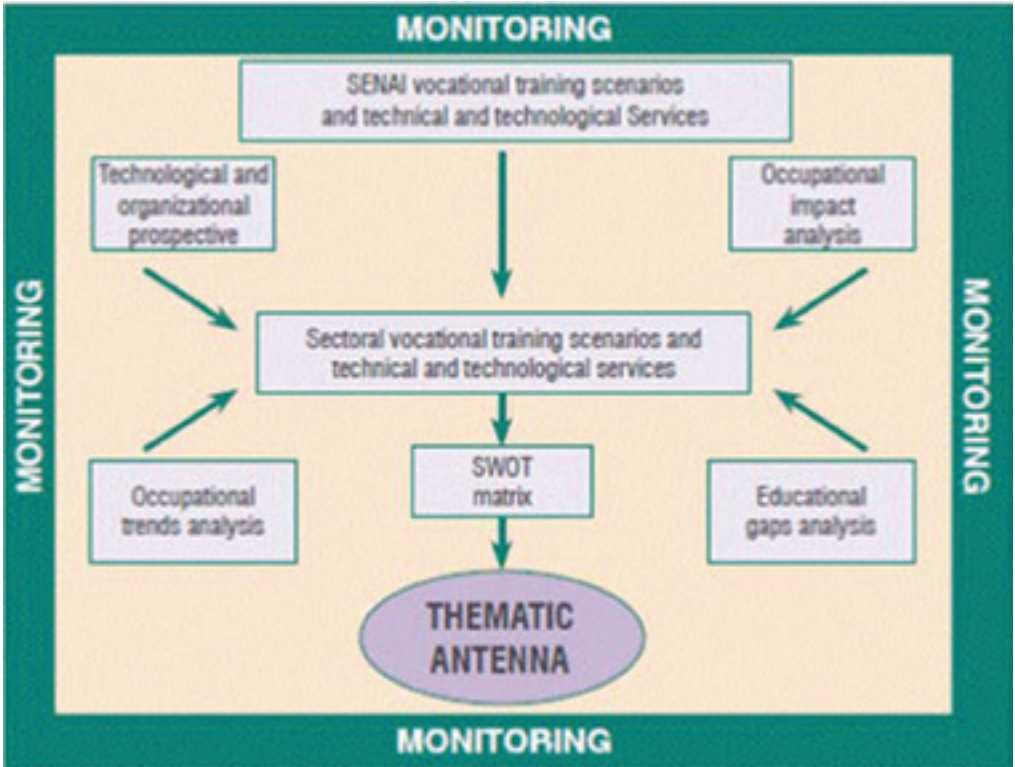 MONITORING
SENAI vocational training scenarios
and technical and technological Services
Technological and
organizational
prospective
Occupational
impact
analysis
MONITORING
MONITORING
Sectoral vocational training scenarios and
technical and technological services
Occupational
trends analysis
SWOT
matrix
Educational
gaps analysis
THEMATIC
ANTENNA
MONITORING